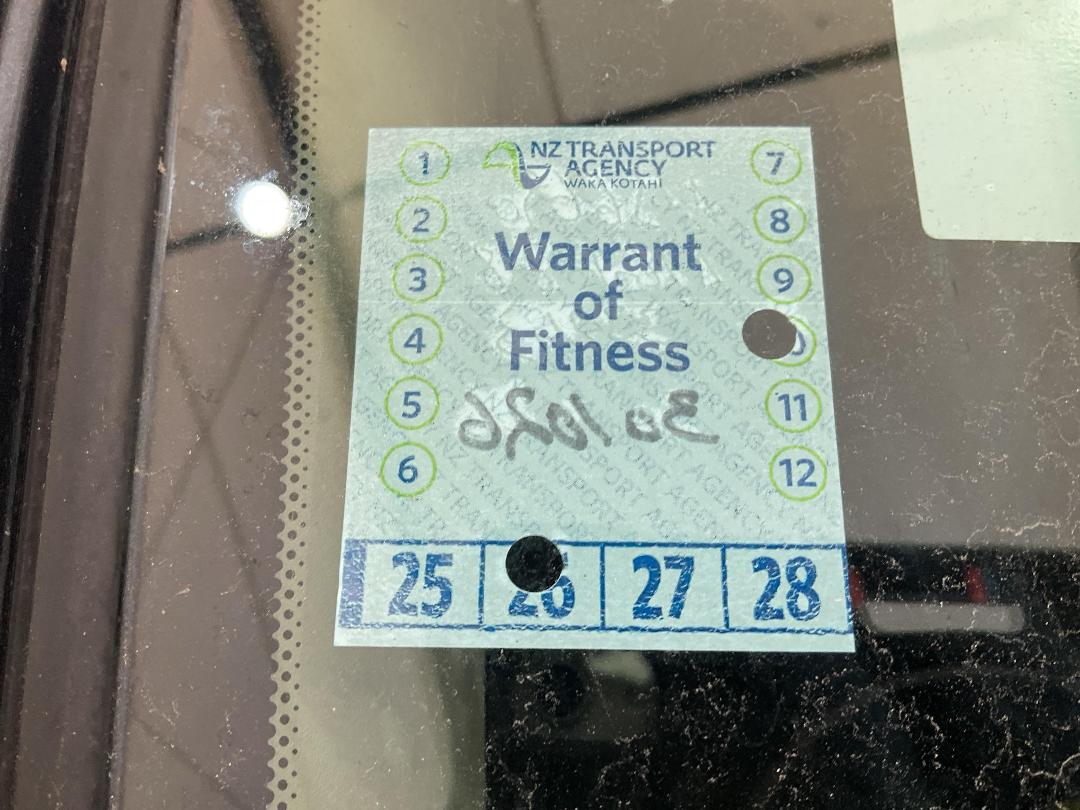 NZ TRANSPORT
AGENCY
WAKA KOTAHI
1
2
3
4
5
6
Warrant
of
Fitness
30 10 26
7
8
9
11
12
25
26
27
28